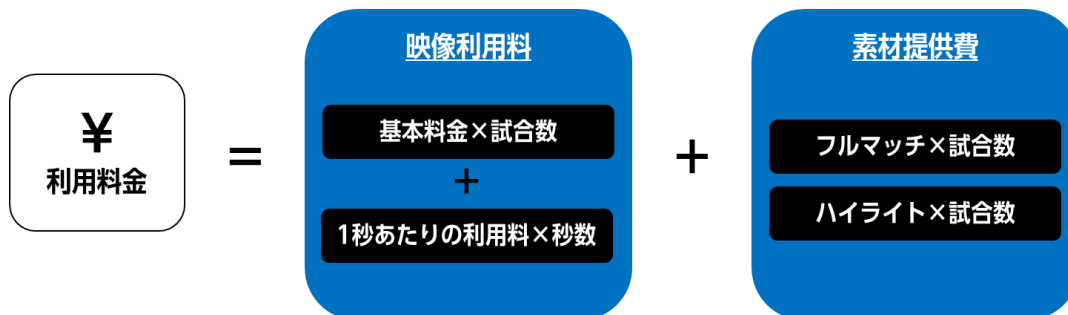 ¥
利用料金
=
映像利用料
基本料金×試合数
+
1秒あたりの利用料×秒数
+
素材提供費
フルマッチ×試合数
ハイライト×試合数